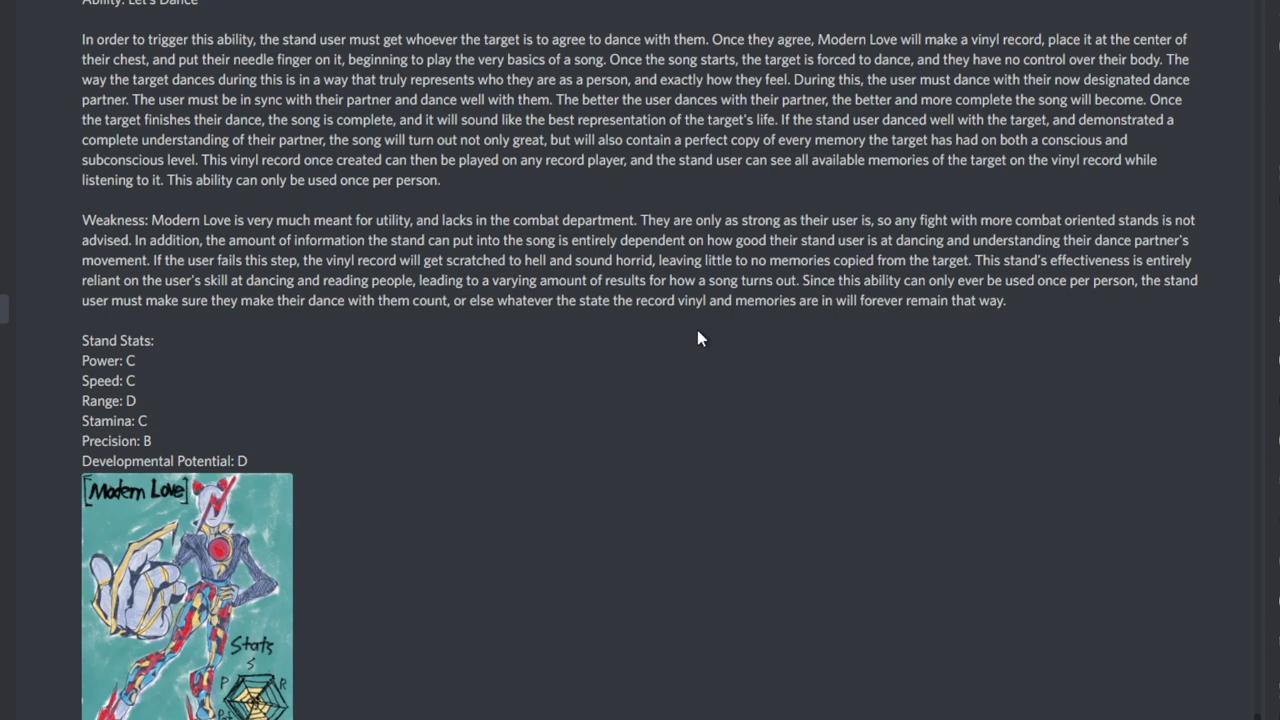 Ability: Let's Dance
In order to trigger this ability, the stand user must get whoever the target is to agree to dance with them. Once they agree, Modern Love will make a vinyl record, place it at the center of
their chest, and put their needle finger on it, beginning to play the very basics of a song. Once the song starts, the target is forced to dance, and they have no control over their body. The
way the target dances during this is in a way that truly represents who they are as a person, and exactly how they feel. During this, the user must dance with their now designated dance
partner. The user must be in sync with their partner and dance well with them. The better the user dances with their partner, the better and more complete the song will become. Once
the target finishes their dance, the song is complete, and it will sound like the best representation of the target's life. If the stand user danced well with the target, and demonstrated a
complete understanding of their partner, the song will turn out not only great, but will also contain a perfect copy of every memory the target has had on both a conscious and
subconscious level. This vinyl record once created can then be played on any record player, and the stand user can see all available memories of the target on the vinyl record while
listening to it. This ability can only be used once per person.
Weakness: Modern Love is very much meant for utility, and lacks in the combat department. They are only as strong as their user is, so any fight with more combat oriented stands is not
advised. In addition, the amount of information the stand can put into the song is entirely dependent on how good their stand user is at dancing and understanding their dance partner's
movement. If the user fails this step, the vinyl record will get scratched to hell and sound horrid, leaving little to no memories copied from the target. This stand's effectiveness is entirely
reliant on the user's skill at dancing and reading people, leading to a varying amount of results for how a song turns out. Since this ability can only ever be used once per person, the stand
user must make sure they make their dance with them count, or else whatever the state the record vinyl and memories are in will forever remain that way.
Stand Stats:
Power: C
Speed: C
Range: D
Stamina: C
Precision: B
Developmental Potential: D
[Modern Love]
Stats
S
P R